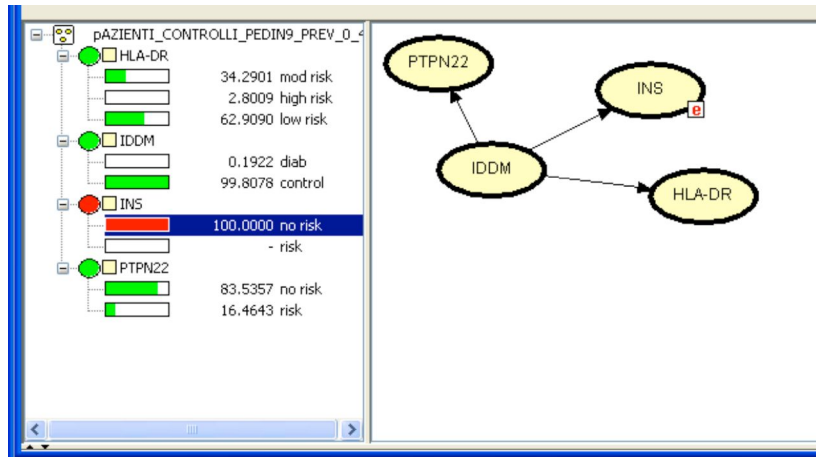 pAZIENTI_CONTROLLI_PEDIN9_PREV_0_4
HLA-DR
34.2901 mod risk
2.8009 high risk
62.9090 low risk
IDDM
0.1922 diab
99.8078 control
INS
100.0000 no risk
- risk
PTPN22
83.5357 no risk
16.4643 risk
PTPN22
INS
e
IDDM
HLA-DR